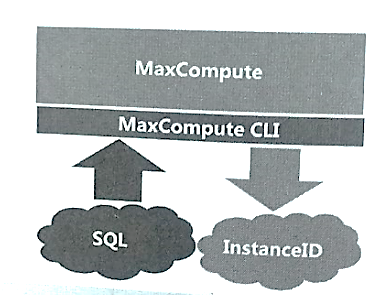 MaxCompute
MaxCompute CLI
SQL
InstanceID